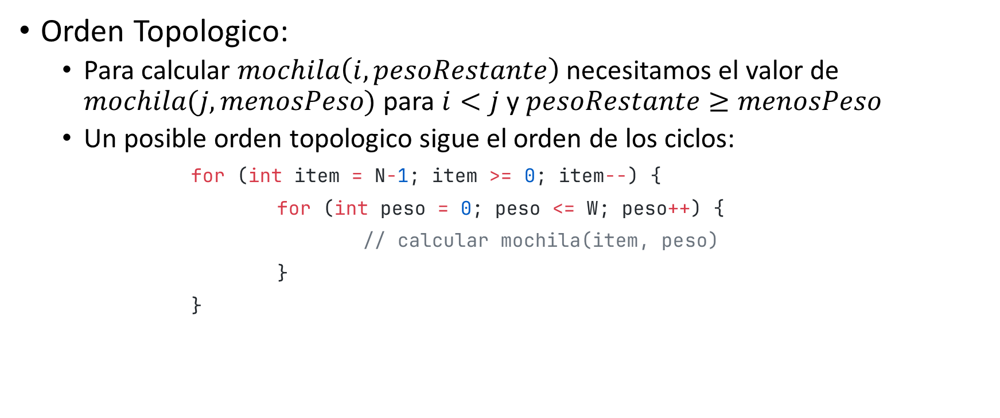 • Orden Topologico:
• Para calcular mochila(i, pesoRestante) necesitamos el valor de
mochila(j, menosPeso) para i < j y pesoRestante ≥ menosPeso
• Un posible orden topologico sigue el orden de los ciclos:
for (int item = N-1; item >= 0; item--) {
for (int peso = 0; peso <= W; peso++) {
// calcular mochila(item, peso)
}
}